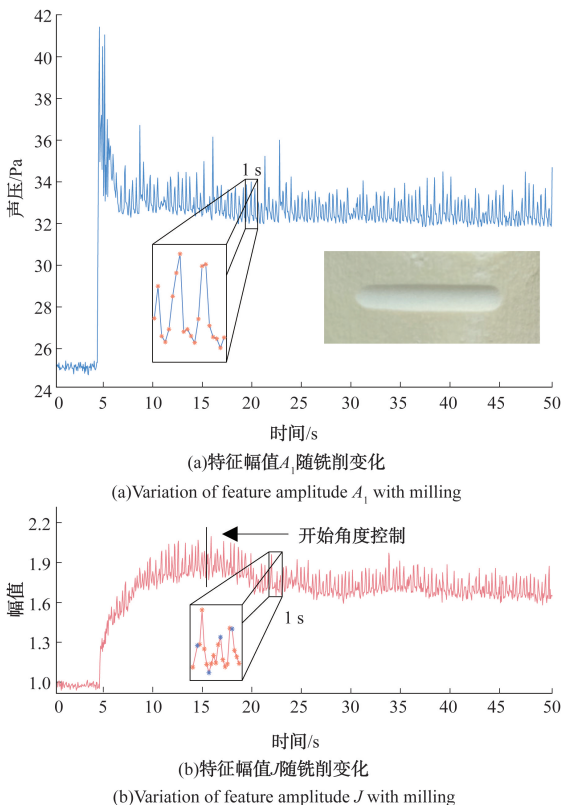 42
40
38
36
34
32
30
28
26
24
声压/Pa
1 s
0 5 10 15 20 25 30 35 40 45 50
时间/s
(a)特征幅值A₁随铣削变化
(a)Variation of feature amplitude A₁ with milling
2.2
1.9
1.6
1.3
1.0
幅值
开始角度控制
1 s
0 5 10 15 20 25 30 35 40 45 50
时间/s
(b)特征幅值J随铣削变化
(b)Variation of feature amplitude J with milling